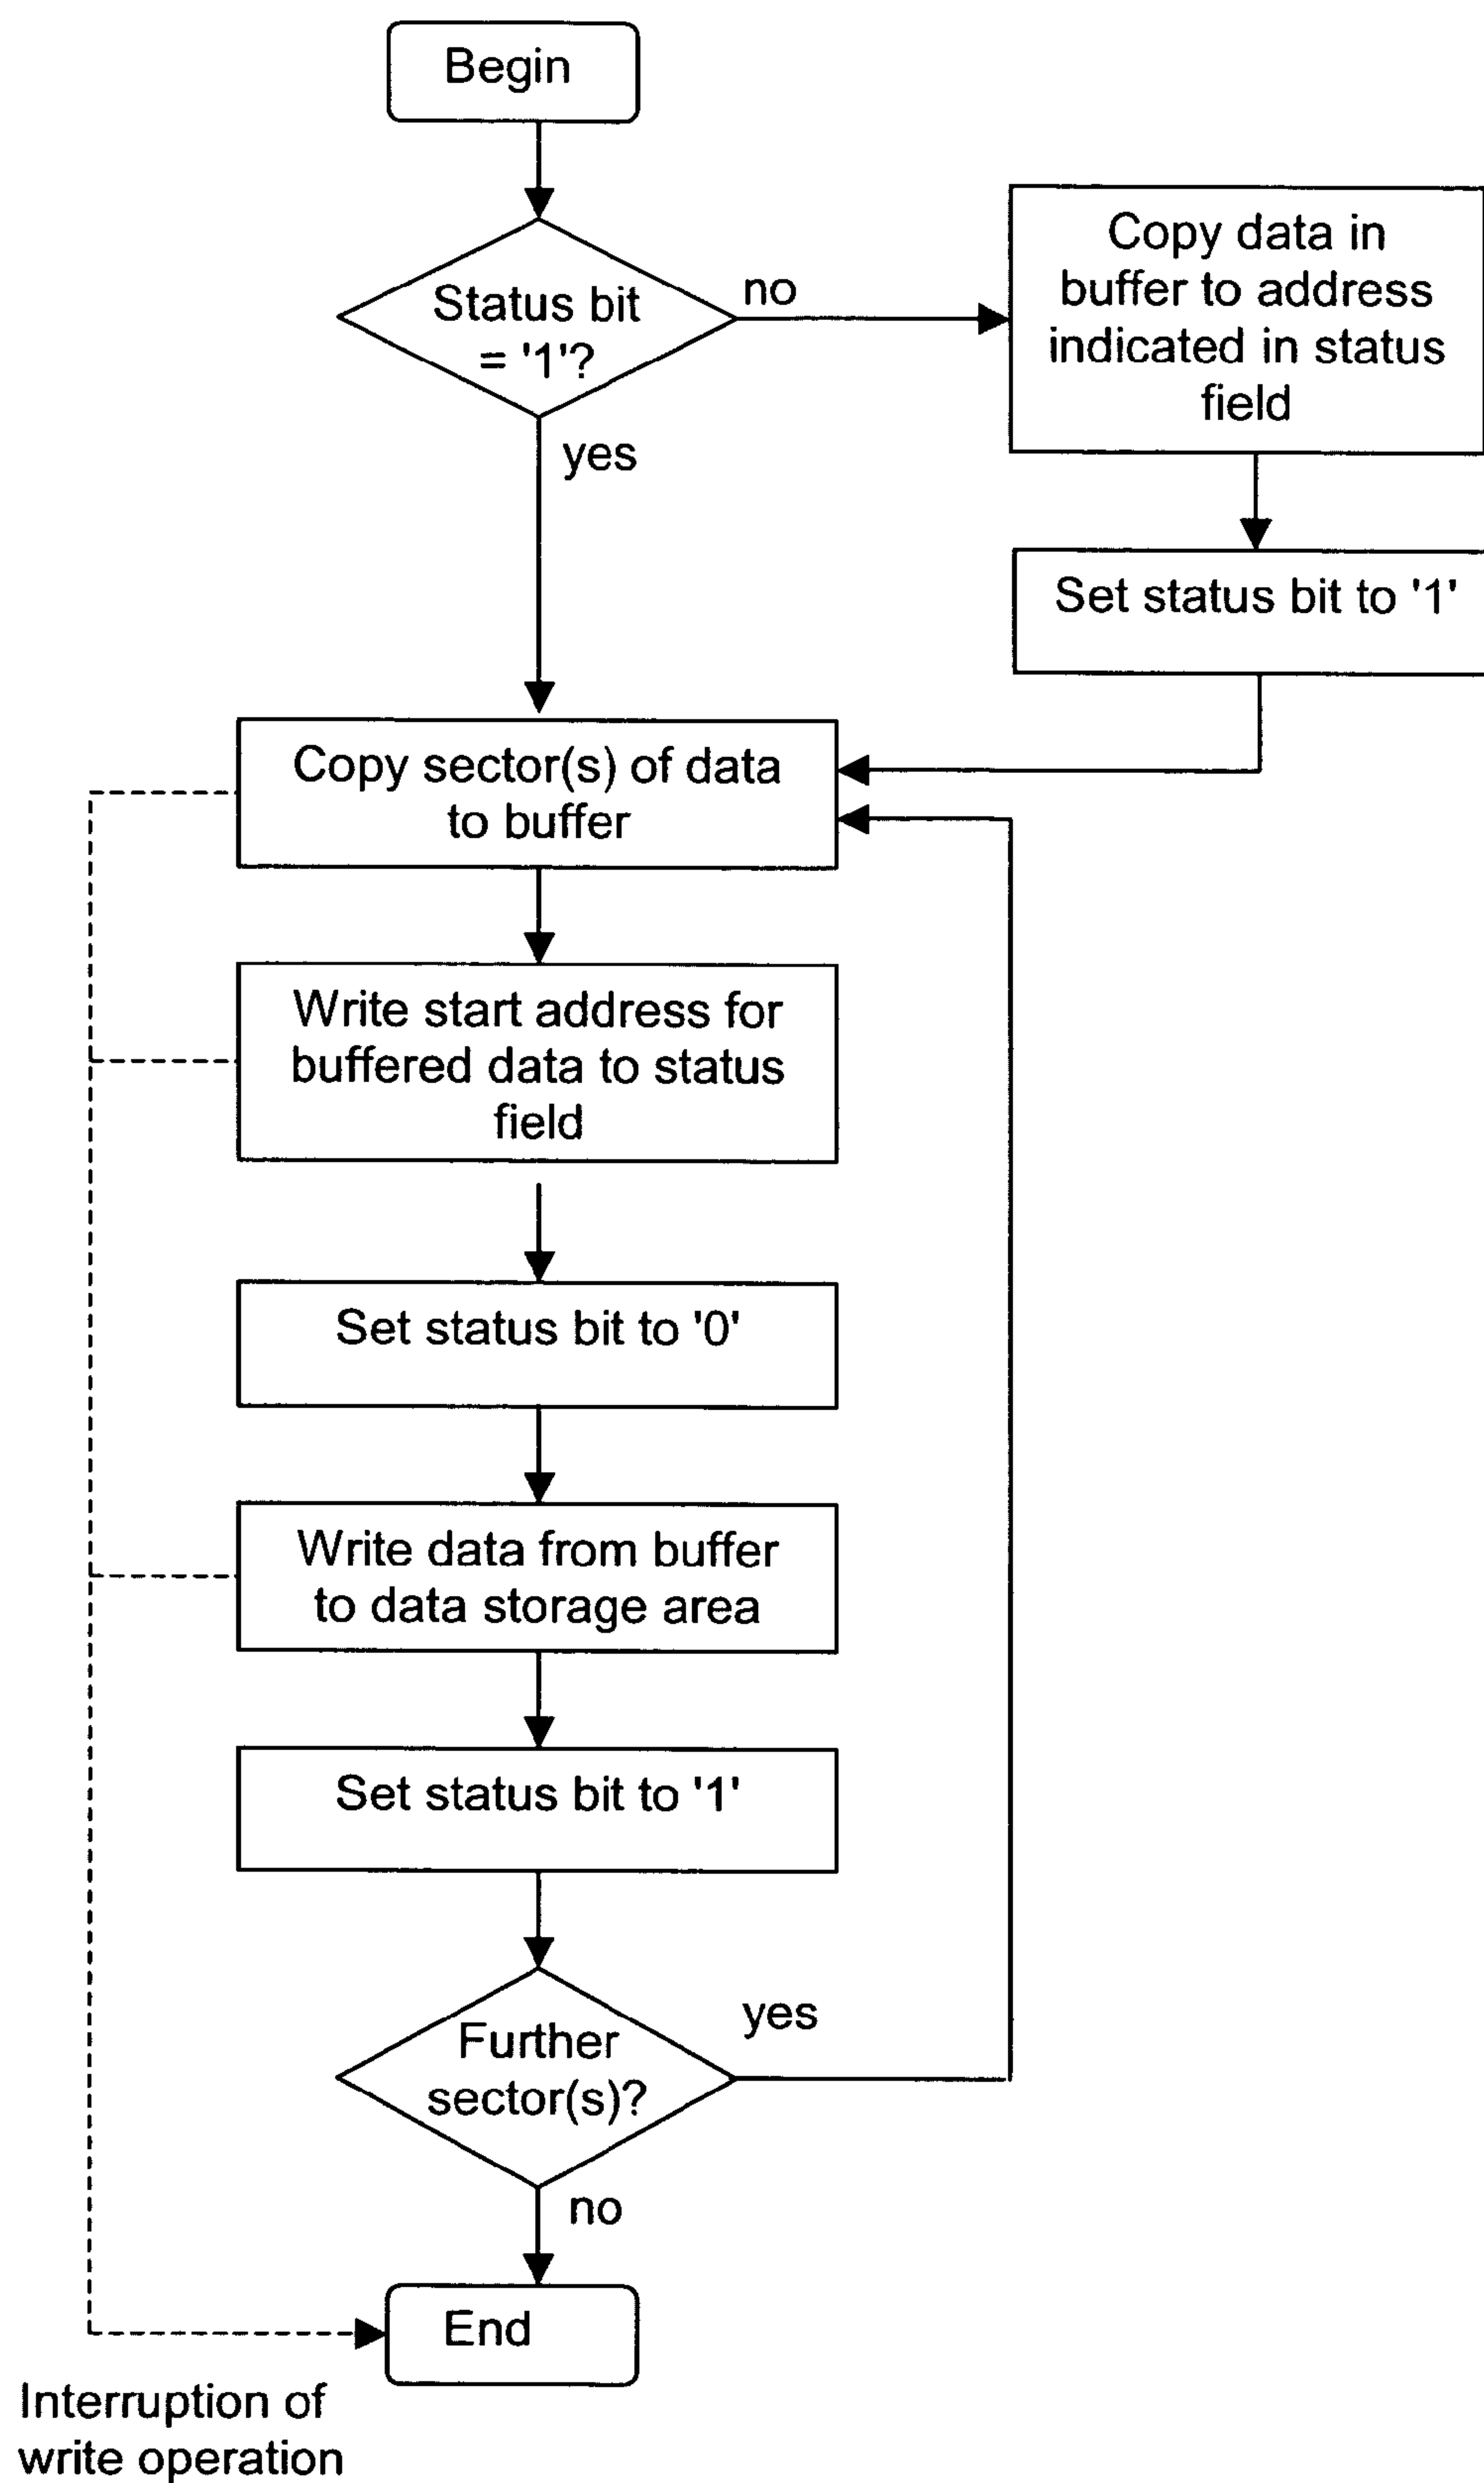 Begin
Status bit
= '1'?
no
yes
Copy data in
buffer to address
indicated in status
field
Set status bit to '1'
Copy sector(s) of data
to buffer
Write start address for
buffered data to status
field
Set status bit to '0'
Write data from buffer
to data storage area
Set status bit to '1'
Further
sector(s)?
yes
no
End
Interruption of
write operation